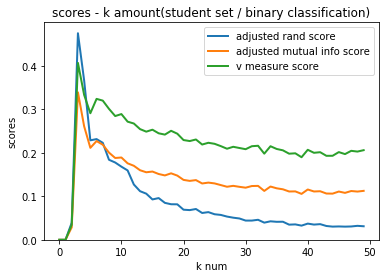 scores - k amount(student set / binary classification)
adjusted rand score
adjusted mutual info score
v measure score
scores
0.4
0.3
0.2
0.1
0.0
0 10 20 30 40 50
k num